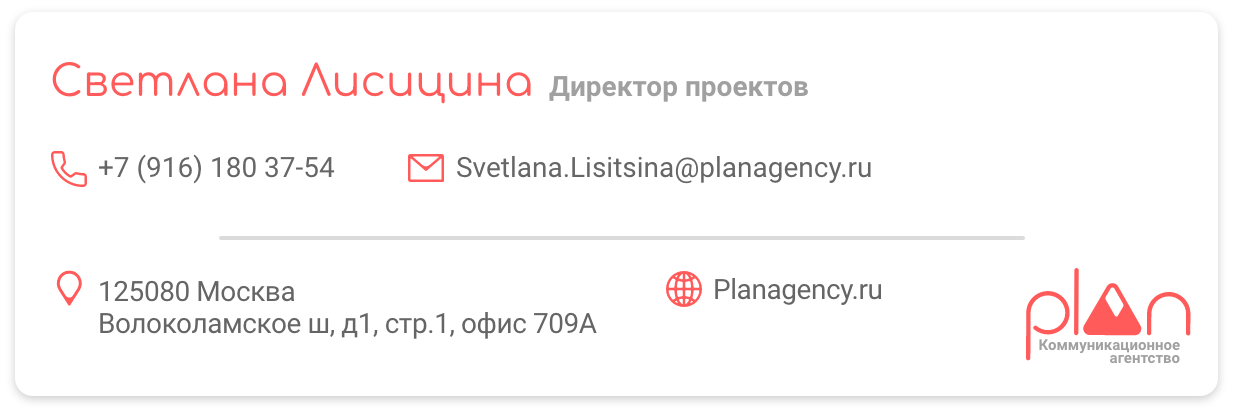 Светлана Лисицина Директор проектов
+7 (916) 180 37-54 Svetlana.Lisitsina@planagency.ru
125080 Москва
Волоколамское ш, д1, стр.1, офис 709А
Planagency.ru
plan
Коммуникационное
агентство